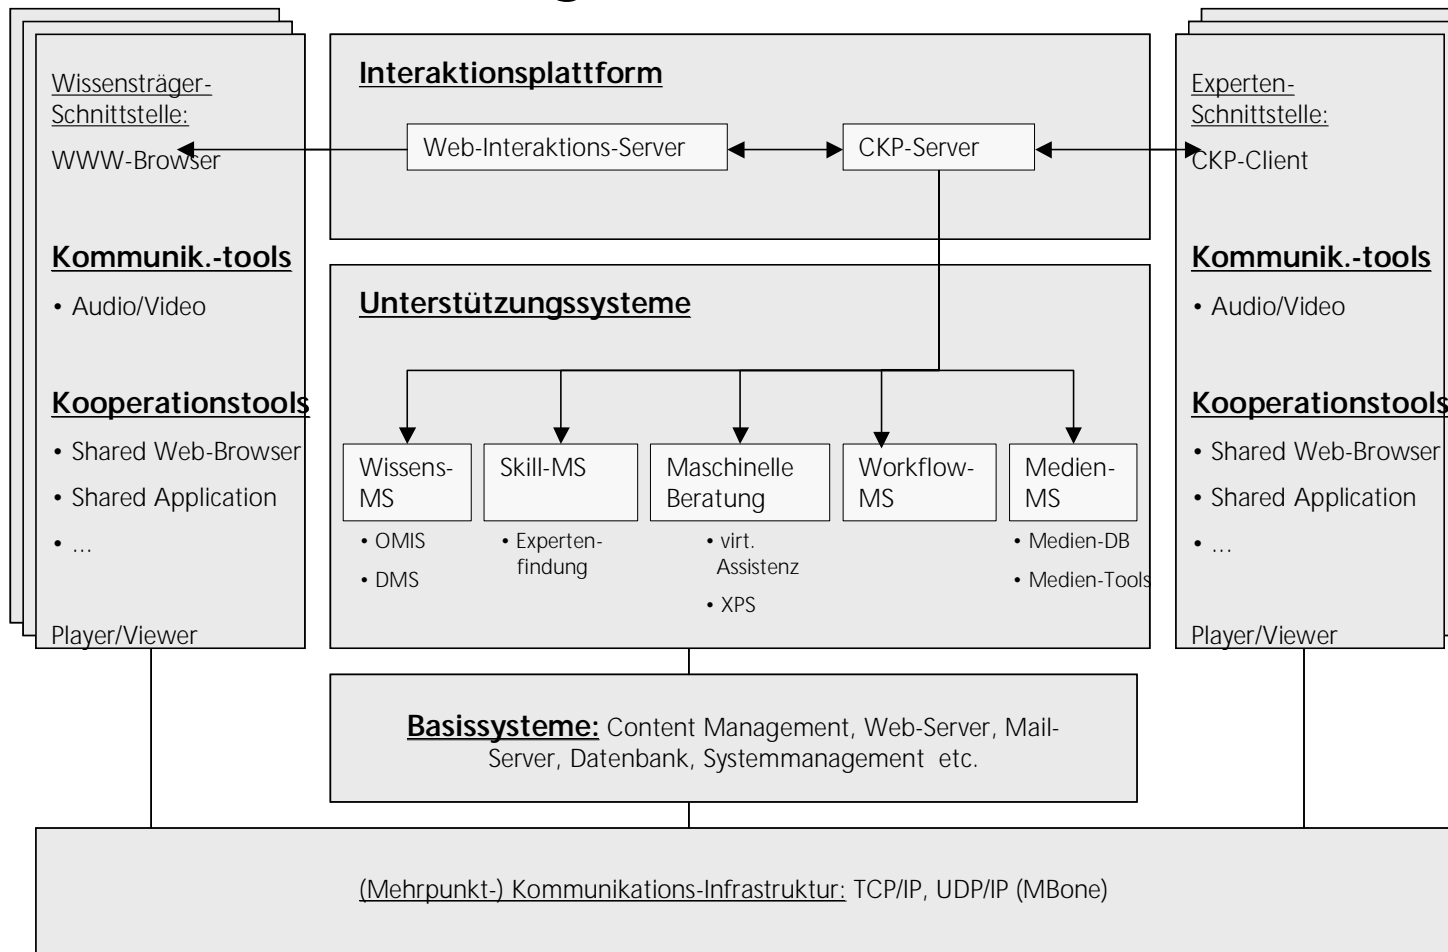 Wissensträger-
Schnittstelle:
WWW-Browser
Kommunik.-tools
• Audio/Video
Kooperationstools
• Shared Web-Browser
• Shared Application
• ...
Player/Viewer
Interaktionsplattform
Web-Interaktions-Server
CKP-Server
Unterstützungssysteme
Wissens-
MS
• OMIS
• DMS
Skill-MS
• Experten-
findung
Maschinelle
Beratung
• virt.
Assistenz
• XPS
Workflow-
MS
Medien-
MS
• Medien-DB
• Medien-Tools
Experten-
Schnittstelle:
CKP-Client
Kommunik.-tools
• Audio/Video
Kooperationstools
• Shared Web-Browser
• Shared Application
• ...
Player/Viewer
Basissysteme: Content Management, Web-Server, Mail-
Server, Datenbank, Systemmanagement etc.
(Mehrpunkt-) Kommunikations-Infrastruktur: TCP/IP, UDP/IP (MBone)